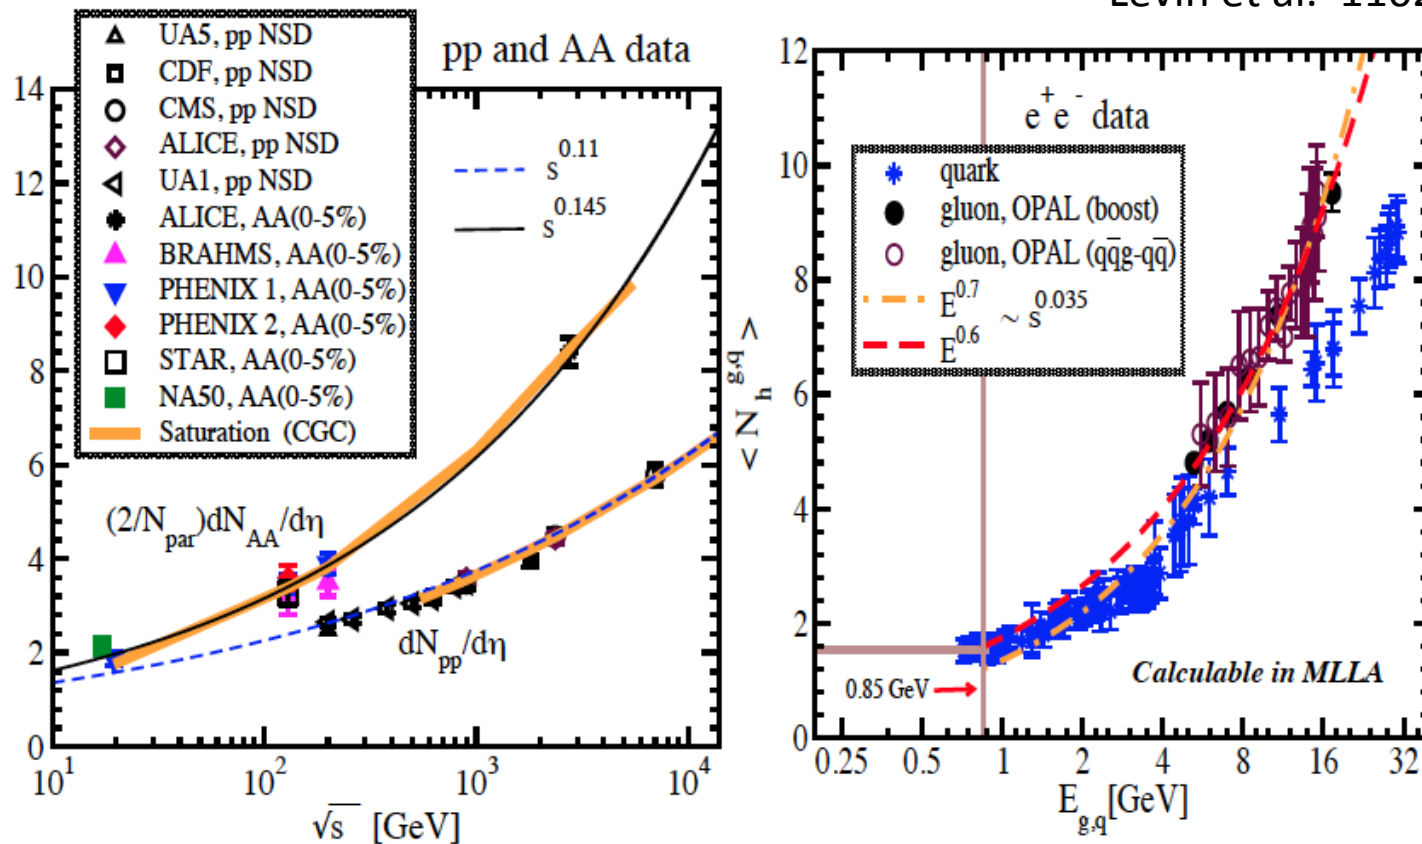 Levin et al. 1102
UA5, pp NSD
CDF, pp NSD
CMS, pp NSD
ALICE, pp NSD
UA1, pp NSD
ALICE, AA(0-5%)
BRAHMS, AA(0-5%)
PHENIX 1, AA(0-5%)
PHENIX 2, AA(0-5%)
STAR, AA(0-5%)
NA50, AA(0-5%)
Saturation (CGC)
pp and AA data
s^0.11
s^0.145
(2/N_par)dN_AA/dη
dN_pp/dη
14
12
10
8
6
4
2
0
10^1
10^2
10^3
10^4
√s [GeV]
e^+e^- data
quark
gluon, OPAL (boost)
gluon, OPAL (qq̄g-qq̄)
E^0.7
E^0.6 ~ s^0.035
< N_h^g,q >
0.85 GeV
Calculable in MLLA
12
10
8
6
4
2
0
0.25 0.5 1 2 4 8 16 32
E_g,q[GeV]